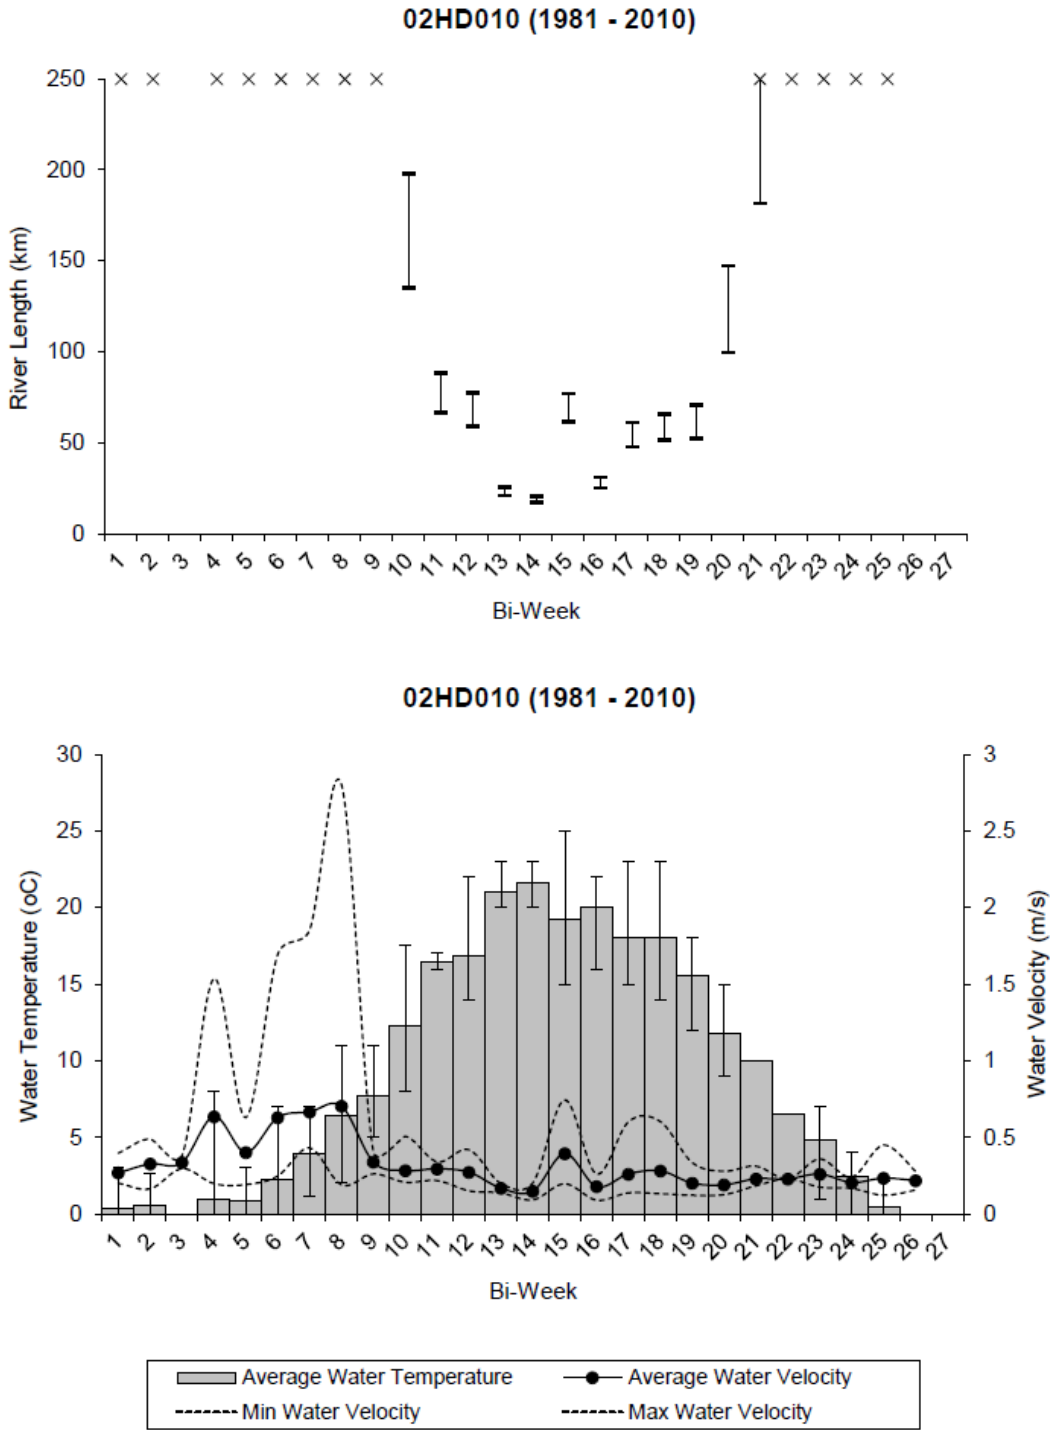 02HD010 (1981 - 2010)
250
200
150
100
50
0
River Length (km)
1 2 3 4 5 6 7 8 9 10 11 12 13 14 15 16 17 18 19 20 21 22 23 24 25 26 27
Bi-Week
02HD010 (1981 - 2010)
30 3
25 2.5
20 2
15 1.5
10 1
5 0.5
0 0
Water Temperature (oC)
Water Velocity (m/s)
1 2 3 4 5 6 7 8 9 10 11 12 13 14 15 16 17 18 19 20 21 22 23 24 25 26 27
Bi-Week
Average Water Temperature Average Water Velocity
Min Water Velocity Max Water Velocity